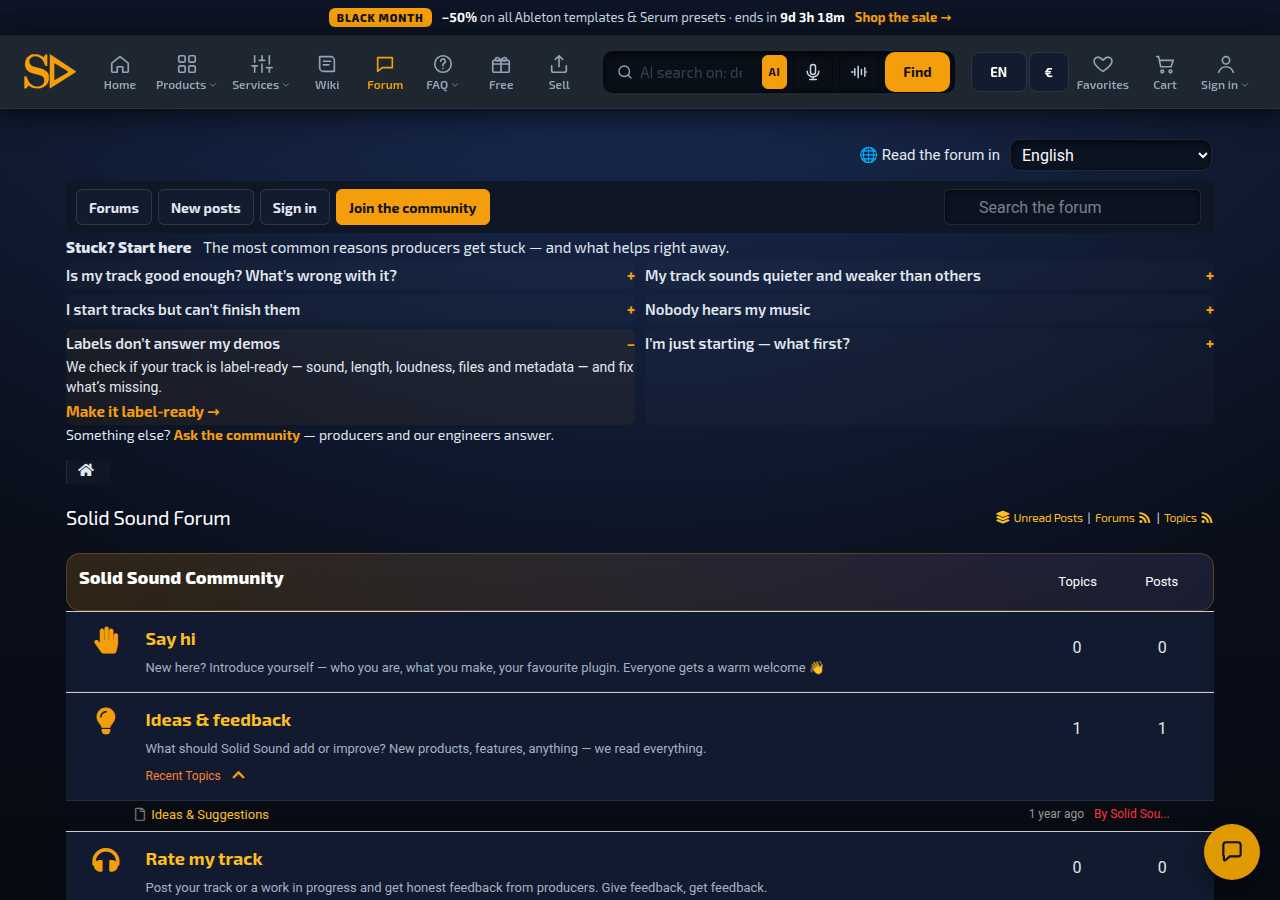 BLACK MONTH −50% on all Ableton templates & Serum presets · ends in 9d 3h 18m Shop the sale →
Home Products Services Wiki Forum FAQ Free Sell
AI search on: dr AI Find EN € Favorites Cart Sign in
🌐 Read the forum in English
Forums New posts Sign in Join the community Search the forum
Stuck? Start here The most common reasons producers get stuck — and what helps right away.
Is my track good enough? What's wrong with it? +
My track sounds quieter and weaker than others +
I start tracks but can't finish them +
Nobody hears my music +
Labels don't answer my demos –
I'm just starting — what first? +
We check if your track is label-ready — sound, length, loudness, files and metadata — and fix
what's missing.
Make it label-ready →
Something else? Ask the community — producers and our engineers answer.
Solid Sound Forum
Unread Posts | Forums | Topics
Solid Sound Community Topics Posts
Say hi 0 0
New here? Introduce yourself — who you are, what you make, your favourite plugin. Everyone gets a warm welcome 👋
Ideas & feedback 1 1
What should Solid Sound add or improve? New products, features, anything — we read everything.
Recent Topics
Ideas & Suggestions 1 year ago By Solid Sou...
Rate my track 0 0
Post your track or a work in progress and get honest feedback from producers. Give feedback, get feedback.